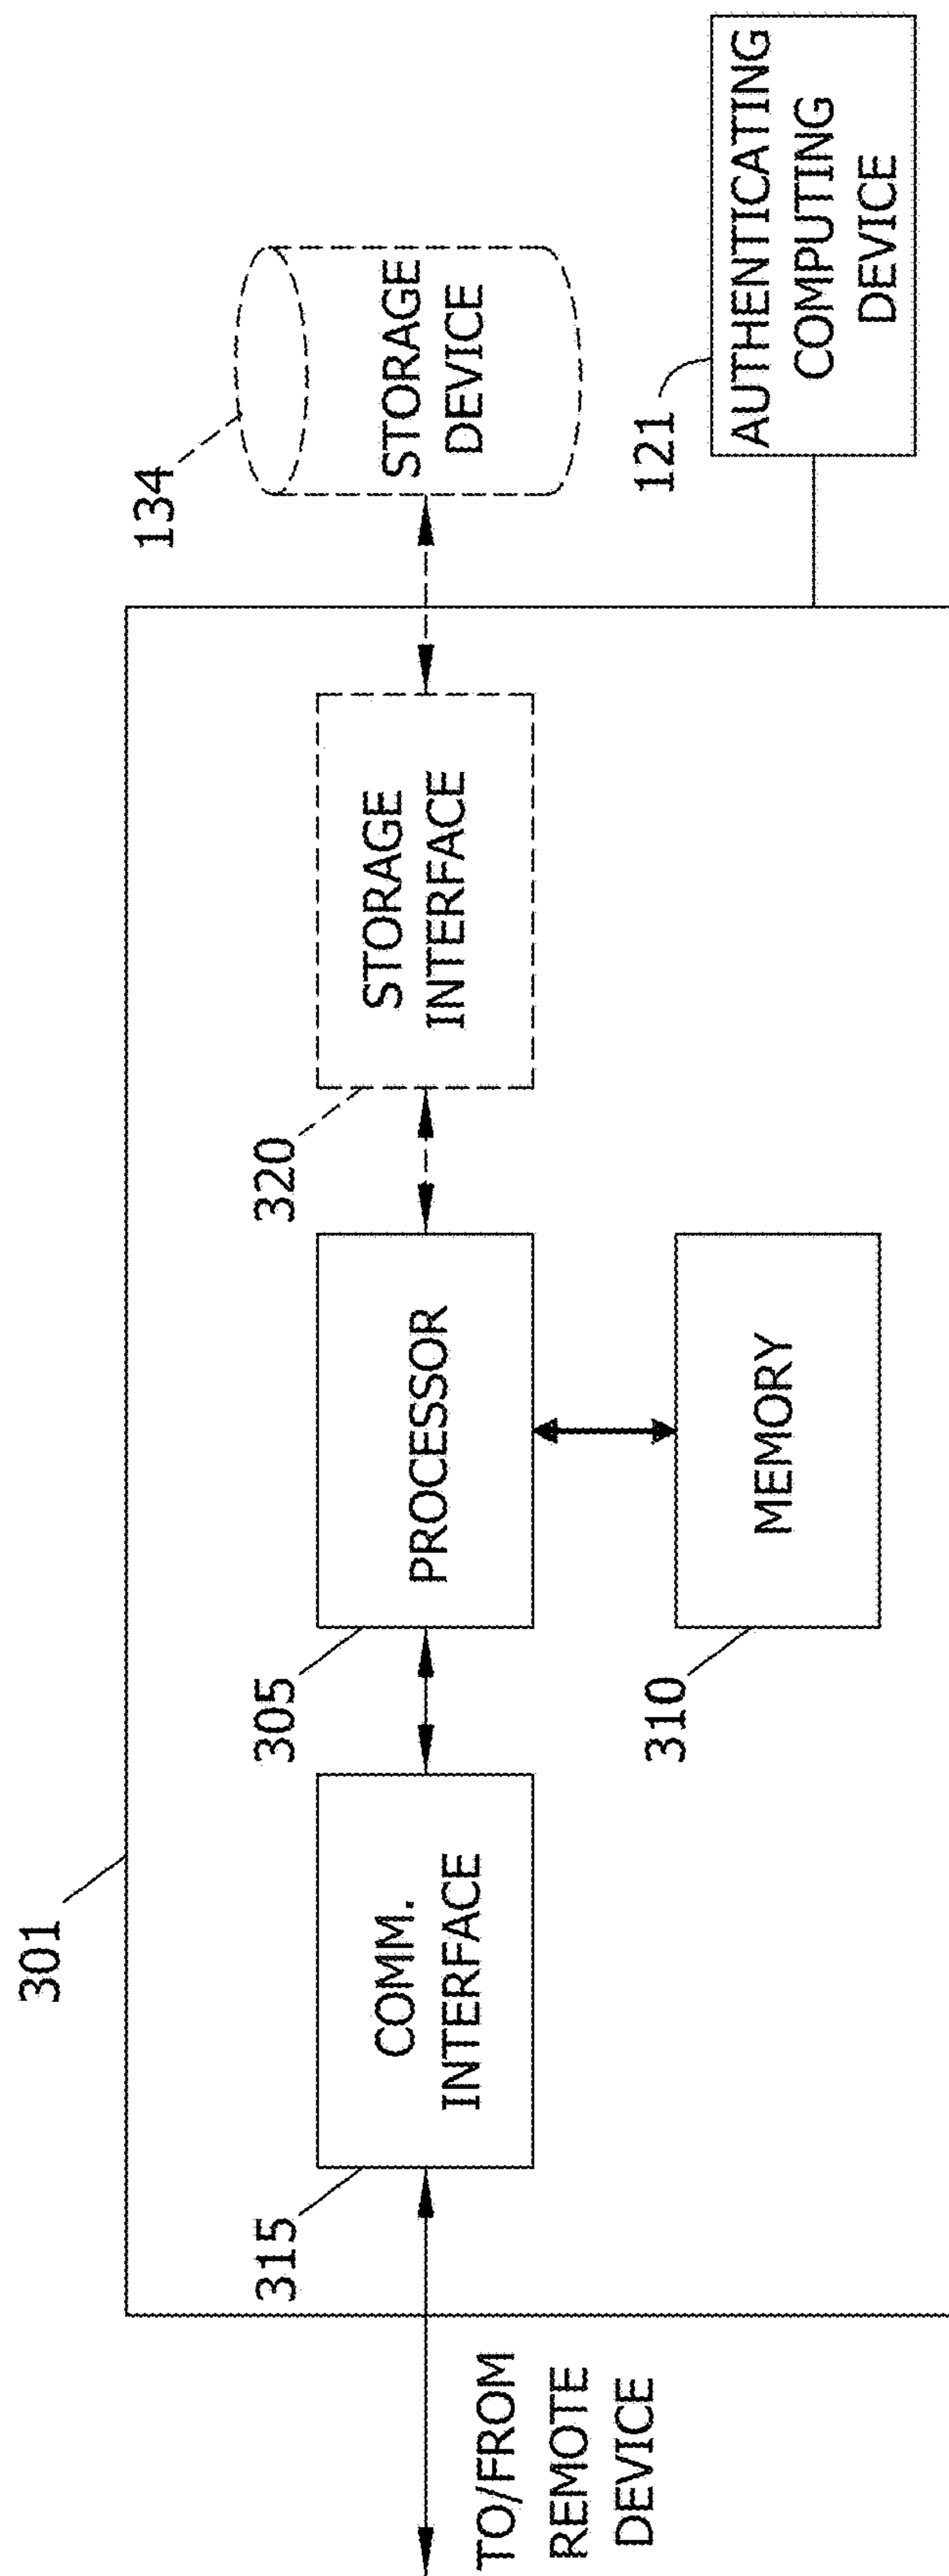 301
TO/FROM
REMOTE
DEVICE
315
COMM.
INTERFACE
305
PROCESSOR
310
MEMORY
320
STORAGE
INTERFACE
134
STORAGE
DEVICE
121
AUTHENTICATING
COMPUTING
DEVICE